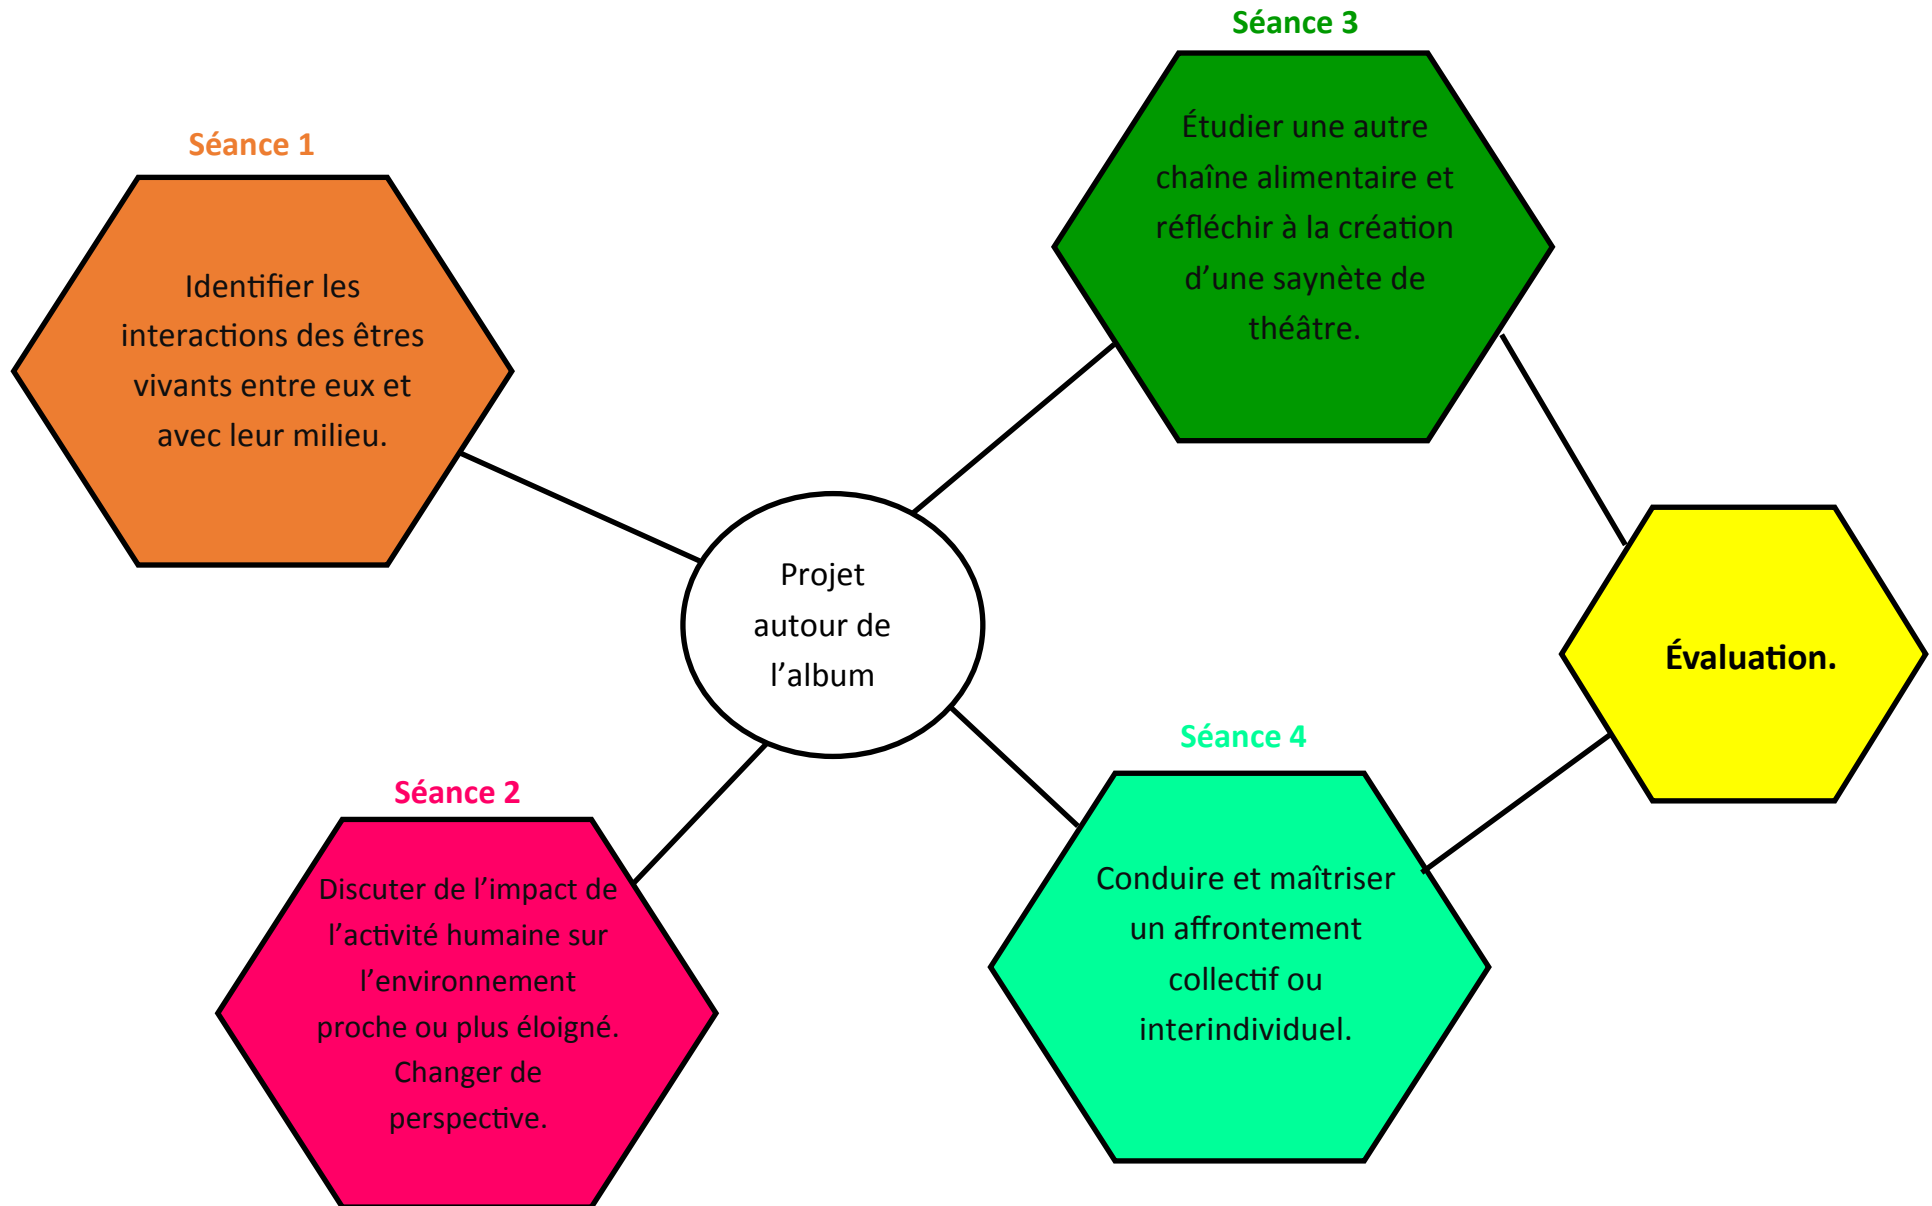 Séance 1
Identifier les
interactions des êtres
vivants entre eux et
avec leur milieu.
Séance 2
Discuter de l’impact de
l’activité humaine sur
l’environnement
proche ou plus éloigné.
Changer de
perspective.
Projet
autour de
l’album
Séance 3
Étudier une autre
chaîne alimentaire et
réfléchir à la création
d’une saynète de
théâtre.
Séance 4
Conduire et maîtriser
un affrontement
collectif ou
interindividuel.
Évaluation.